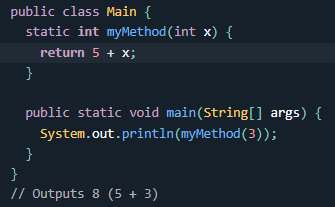 public class Main {
  static int myMethod(int x) {
    return 5 + x;
  }

  public static void main(String[] args) {
    System.out.println(myMethod(3));
  }
}
// Outputs 8 (5 + 3)